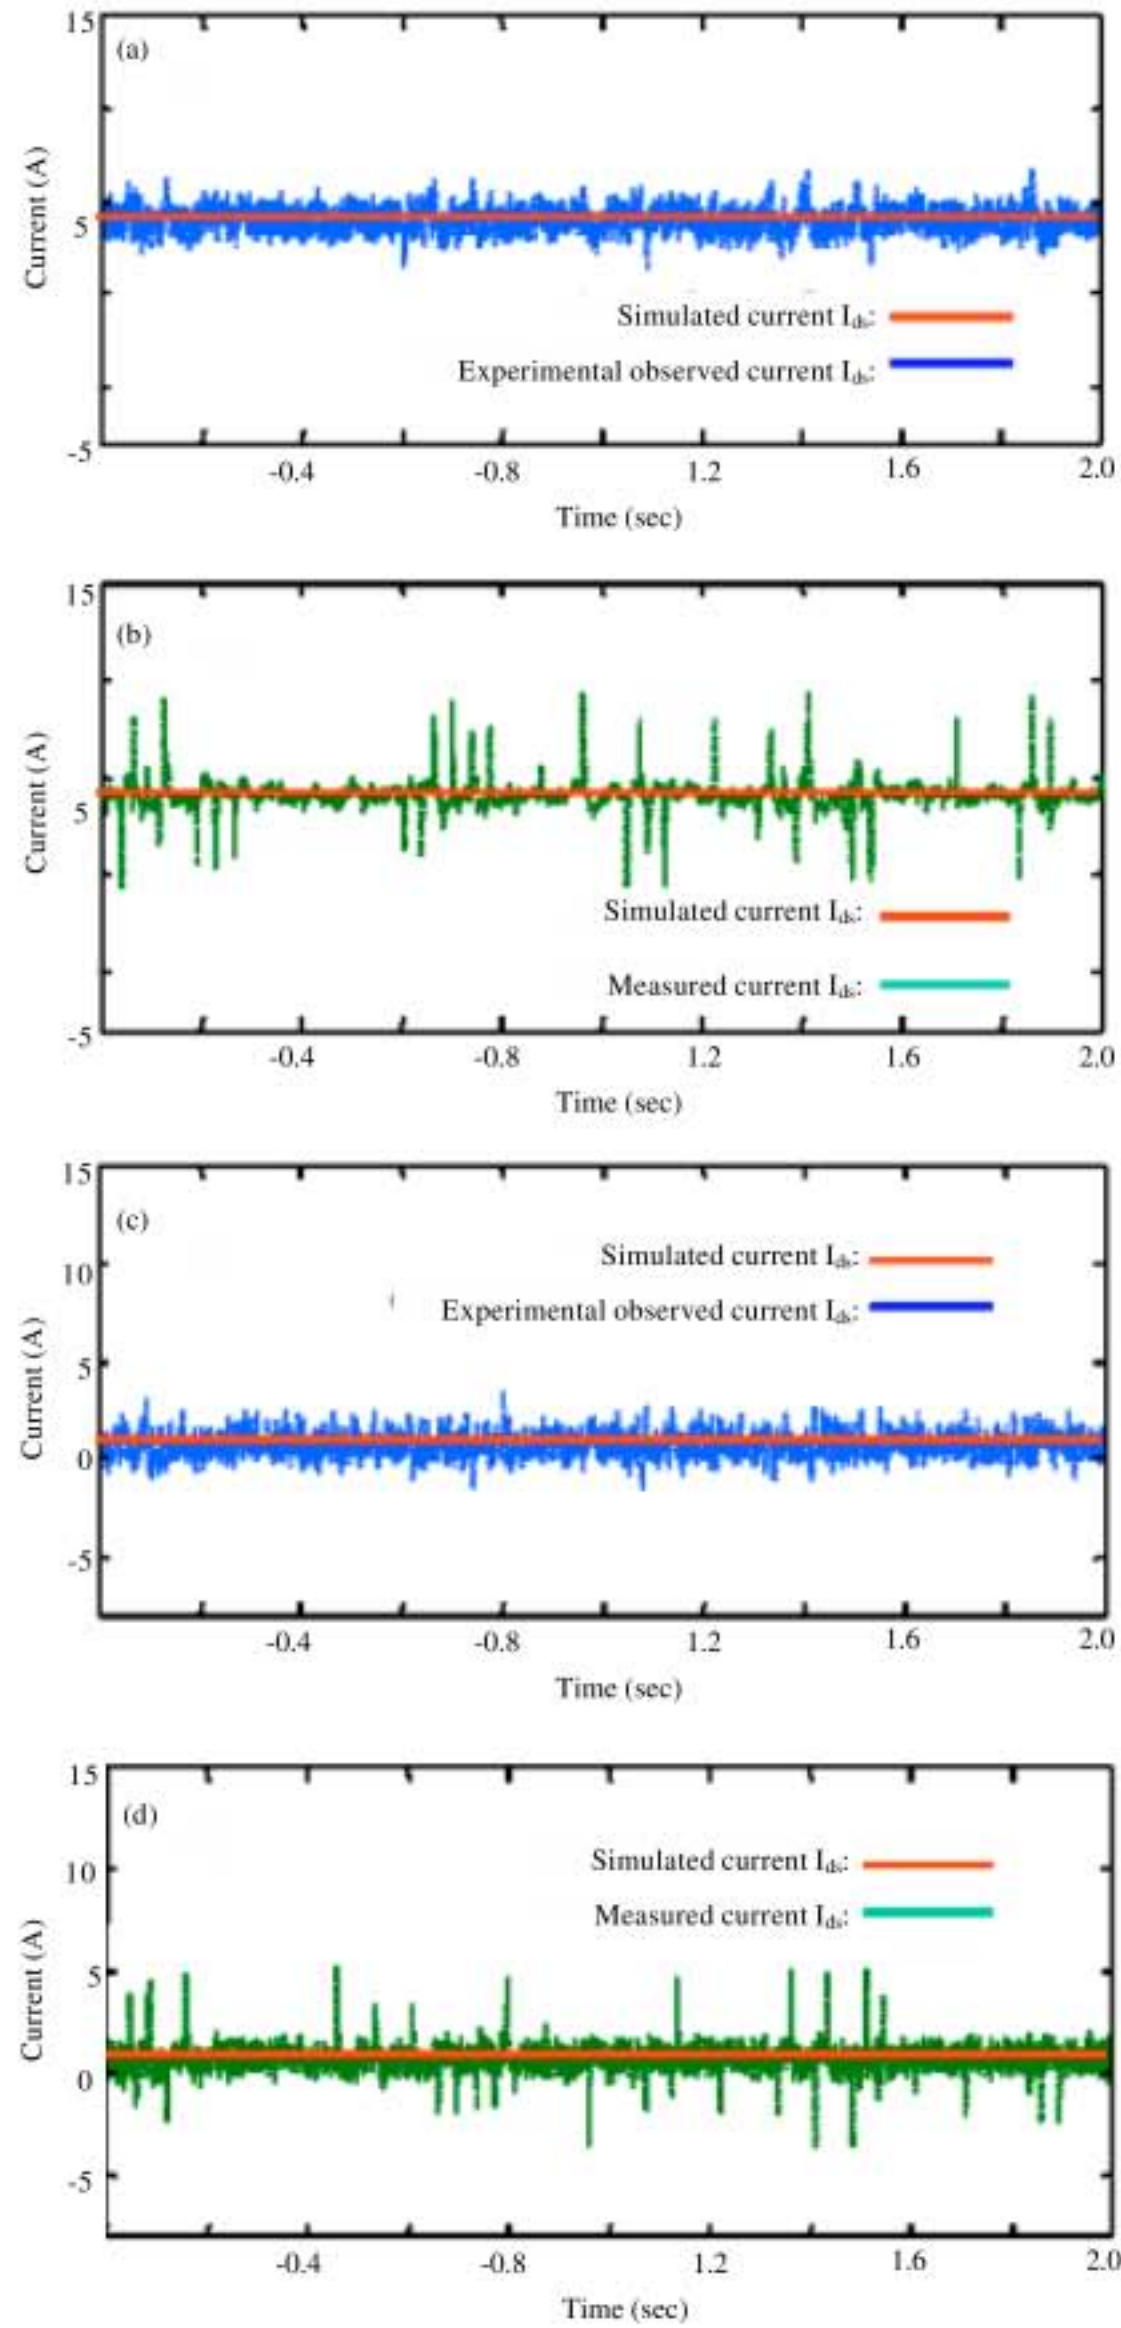 15
(a)
5
-5
Current (A)
Simulated current Ids:
Experimental observed current Ids:
-0.4 -0.8 1.2 1.6 2.0
Time (sec)
15
(b)
5
-5
Current (A)
Simulated current Ids:
Measured current Ids:
-0.4 -0.8 1.2 1.6 2.0
Time (sec)
15
(c)
10
5
0
-5
Current (A)
Simulated current Ids:
Experimental observed current Ids:
-0.4 -0.8 1.2 1.6 2.0
Time (sec)
15
(d)
10
5
0
-5
Current (A)
Simulated current Ids:
Measured current Ids:
-0.4 -0.8 1.2 1.6 2.0
Time (sec)